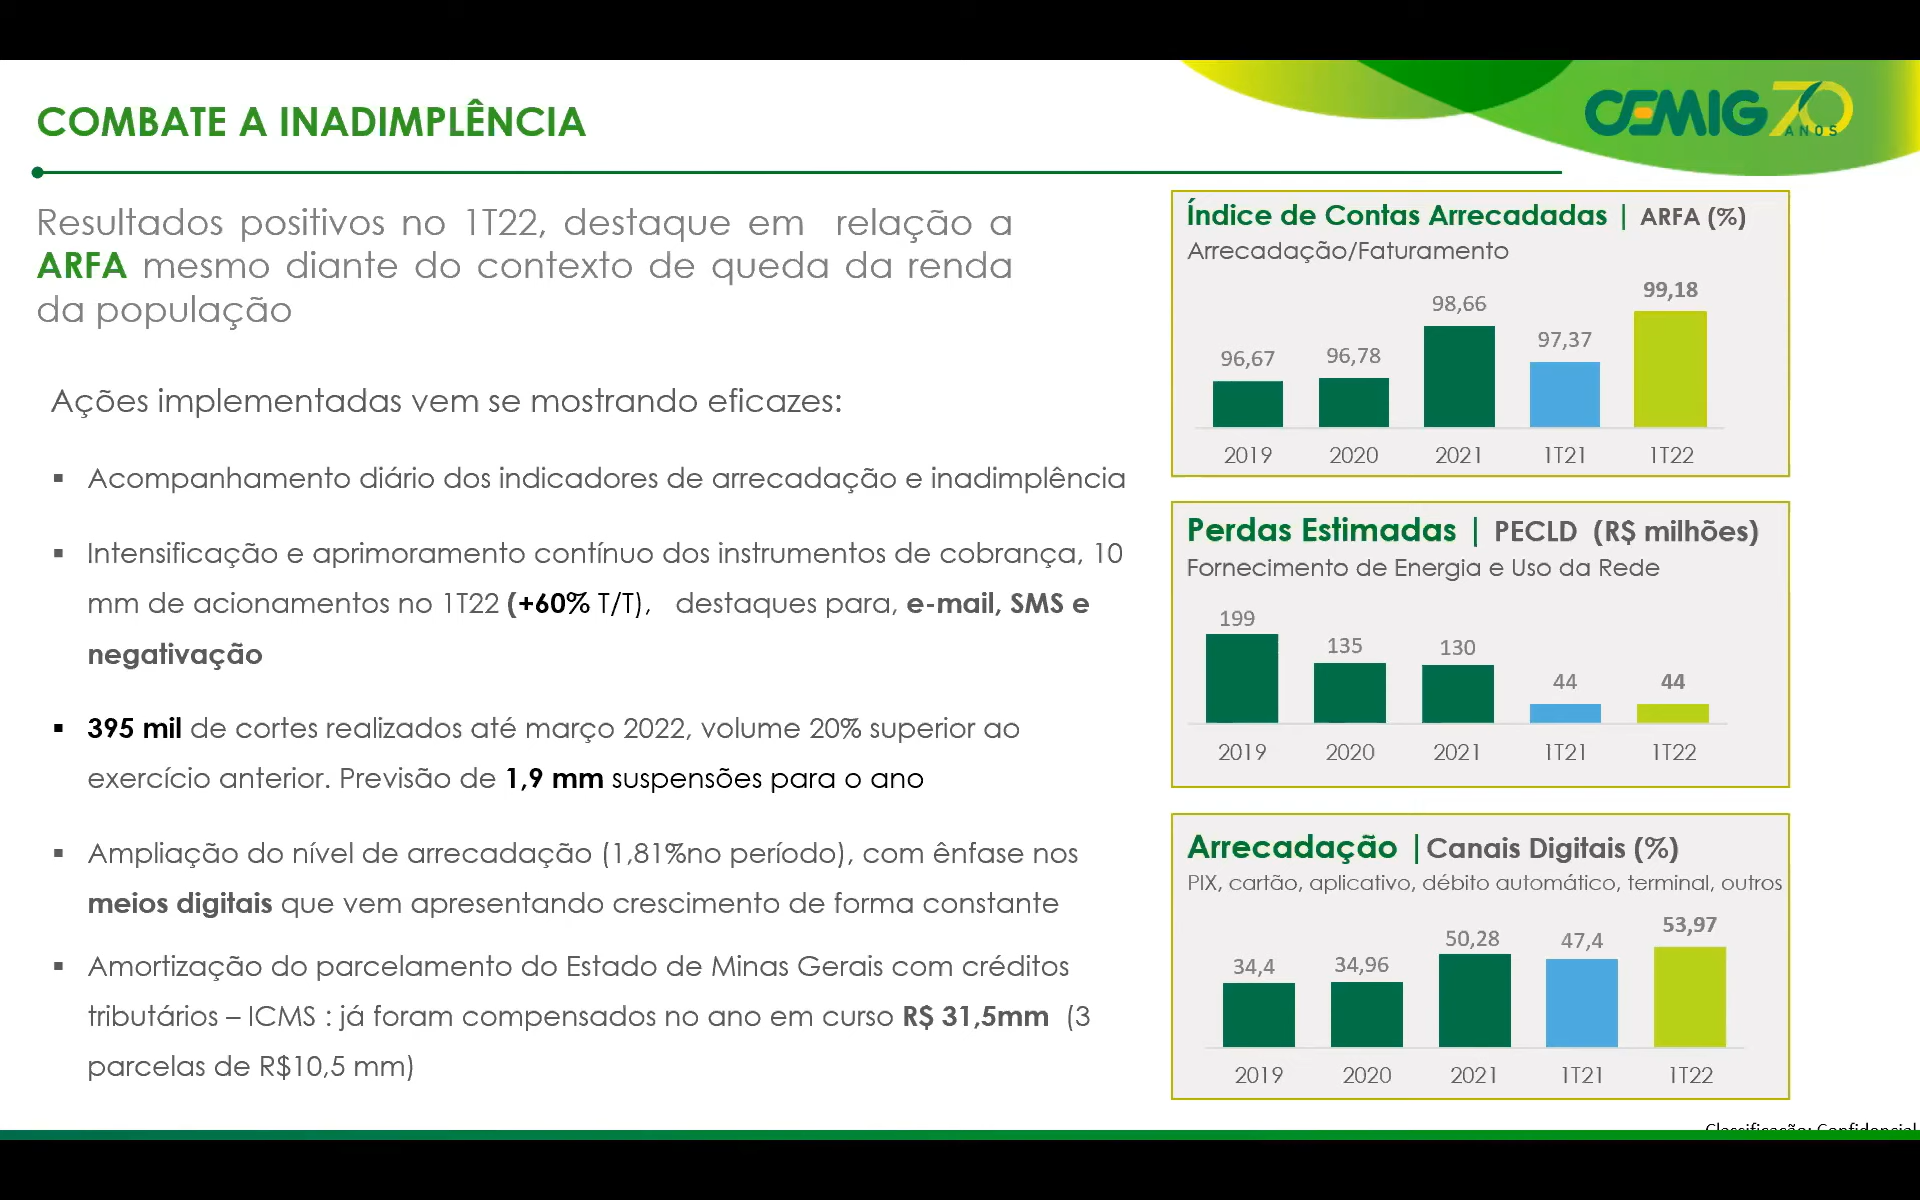 COMBATE A INADIMPLÊNCIA
CEMIG 70
ANOS
Resultados positivos no 1T22, destaque em relação a
ARFA mesmo diante do contexto de queda da renda
da população
Ações implementadas vem se mostrando eficazes:
▪ Acompanhamento diário dos indicadores de arrecadação e inadimplência
▪ Intensificação e aprimoramento contínuo dos instrumentos de cobrança, 10
mm de acionamentos no 1T22 (+60% T/T), destaques para, e-mail, SMS e
negativação
▪ 395 mil de cortes realizados até março 2022, volume 20% superior ao
exercício anterior. Previsão de 1,9 mm suspensões para o ano
▪ Ampliação do nível de arrecadação (1,81%no período), com ênfase nos
meios digitais que vem apresentando crescimento de forma constante
▪ Amortização do parcelamento do Estado de Minas Gerais com créditos
tributários – ICMS : já foram compensados no ano em curso R$ 31,5mm (3
parcelas de R$10,5 mm)
Índice de Contas Arrecadadas | ARFA (%)
Arrecadação/Faturamento
96,67 96,78 98,66 97,37 99,18
2019 2020 2021 1T21 1T22
Perdas Estimadas | PECLD (R$ milhões)
Fornecimento de Energia e Uso da Rede
199 135 130 44 44
2019 2020 2021 1T21 1T22
Arrecadação |Canais Digitais (%)
PIX, cartão, aplicativo, débito automático, terminal, outros
34,4 34,96 50,28 47,4 53,97
2019 2020 2021 1T21 1T22
Classificação: Confidencial